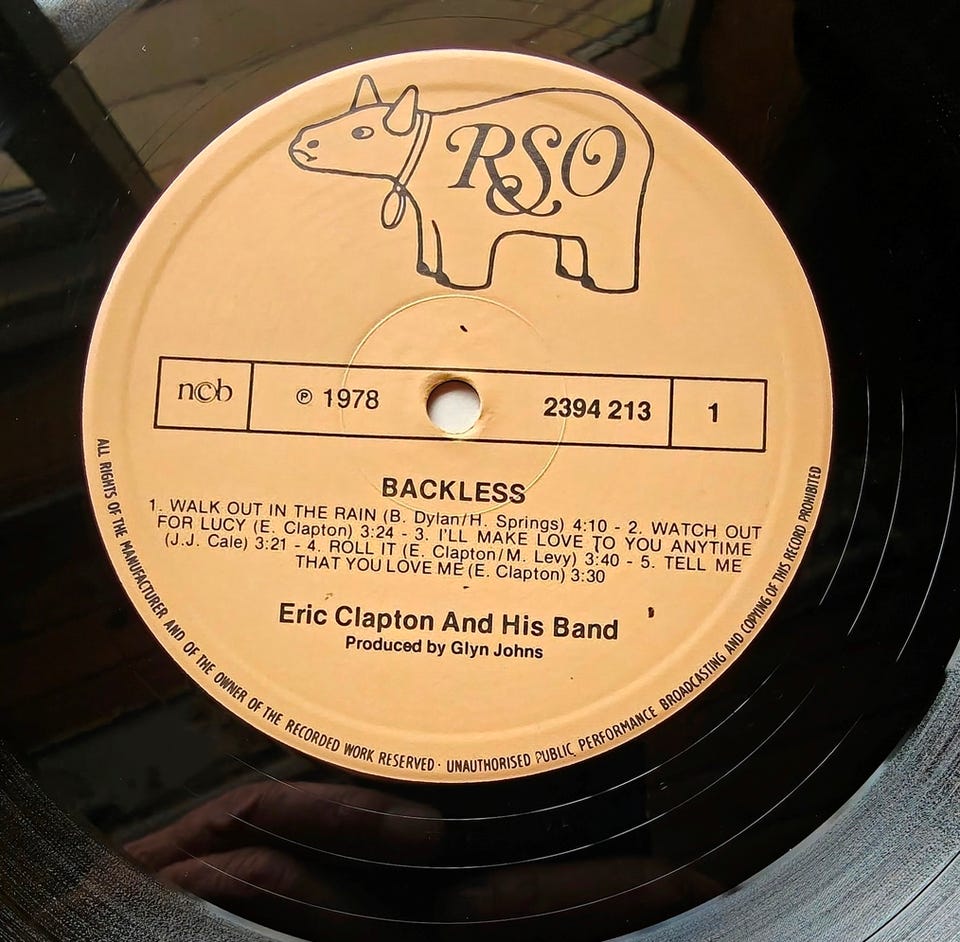 RSO
n©b
℗ 1978
2394 213
1
BACKLESS
1. WALK OUT IN THE RAIN (B. Dylan/H. Springs) 4:10 - 2. WATCH OUT
FOR LUCY (E. Clapton) 3:24 - 3. I'LL MAKE LOVE TO YOU ANYTIME
(J.J. Cale) 3:21 - 4. ROLL IT (E. Clapton/M. Levy) 3:40 - 5. TELL ME
THAT YOU LOVE ME (E. Clapton) 3:30
Eric Clapton And His Band
Produced by Glyn Johns
ALL RIGHTS OF THE MANUFACTURER AND OF THE OWNER OF THE RECORDED WORK RESERVED · UNAUTHORISED PUBLIC PERFORMANCE BROADCASTING AND COPYING OF THIS RECORD PROHIBITED